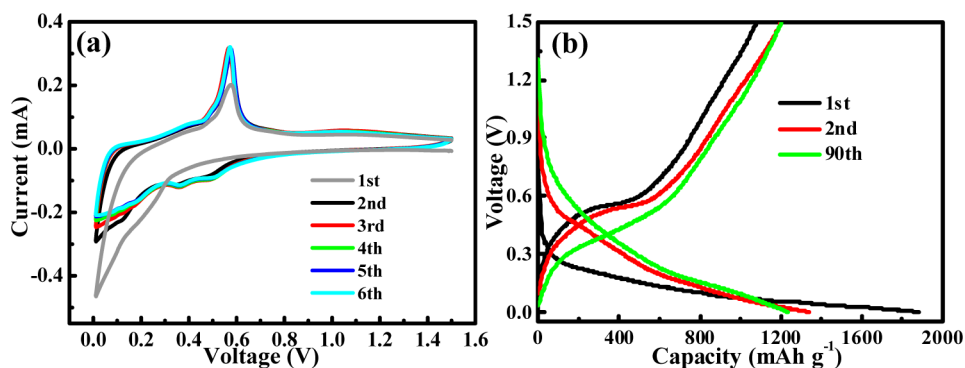 (a)
0.4
0.2
0.0
-0.2
-0.4
Current (mA)
1st
2nd
3rd
4th
5th
6th
0.0 0.2 0.4 0.6 0.8 1.0 1.2 1.4 1.6
Voltage (V)
(b)
1.5
1.2
0.9
0.6
0.3
0.0
Voltage (V)
1st
2nd
90th
0 400 800 1200 1600 2000
Capacity (mAh g⁻¹)